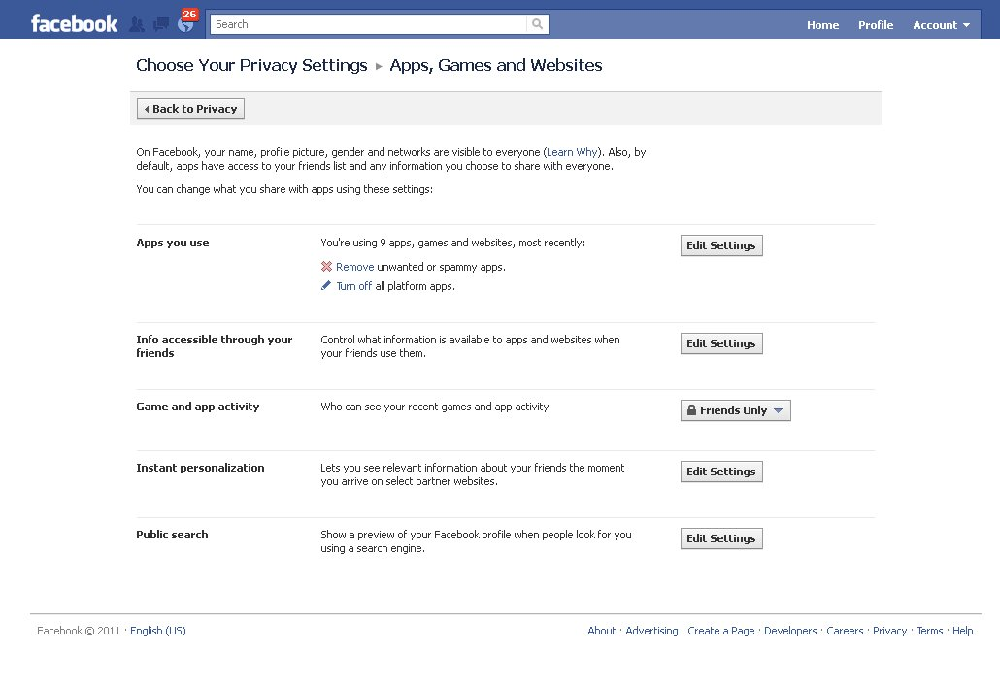 facebook
26
Search
Home Profile Account
Choose Your Privacy Settings ▸ Apps, Games and Websites
Back to Privacy
On Facebook, your name, profile picture, gender and networks are visible to everyone (Learn Why). Also, by
default, apps have access to your friends list and any information you choose to share with everyone.
You can change what you share with apps using these settings:
Apps you use
You're using 9 apps, games and websites, most recently:
Edit Settings
Remove unwanted or spammy apps.
Turn off all platform apps.
Info accessible through your
friends
Control what information is available to apps and websites when
your friends use them.
Edit Settings
Game and app activity
Who can see your recent games and app activity.
Friends Only
Instant personalization
Lets you see relevant information about your friends the moment
you arrive on select partner websites.
Edit Settings
Public search
Show a preview of your Facebook profile when people look for you
using a search engine.
Edit Settings
Facebook © 2011 · English (US)
About · Advertising · Create a Page · Developers · Careers · Privacy · Terms · Help